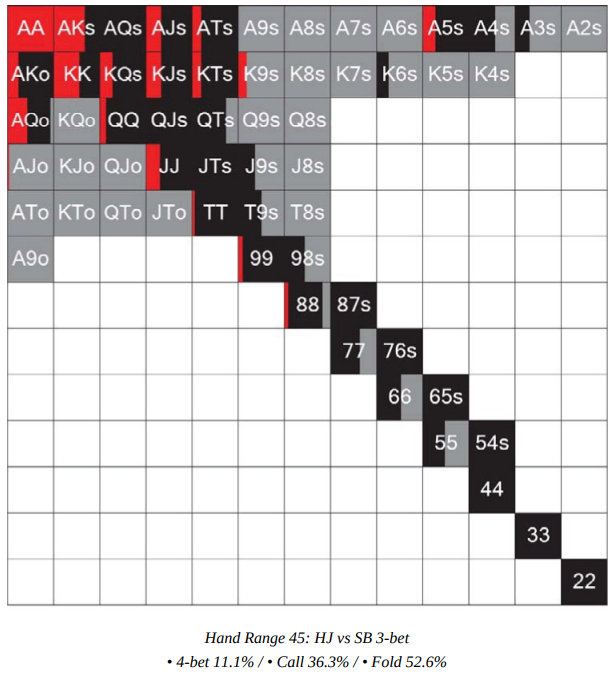 AA AKs AQs AJs ATs A9s A8s A7s A6s A5s A4s A3s A2s
AKo KK KQs KJs KTs K9s K8s K7s K6s K5s K4s
AQo KQo QQ QJs QTs Q9s Q8s
AJo KJo QJo JJ JTs J9s J8s
ATo KTo QTo JTo TT T9s T8s
A9o 99 98s
88 87s
77 76s
66 65s
55 54s
44
33
22
Hand Range 45: HJ vs SB 3-bet
• 4-bet 11.1% / • Call 36.3% / • Fold 52.6%